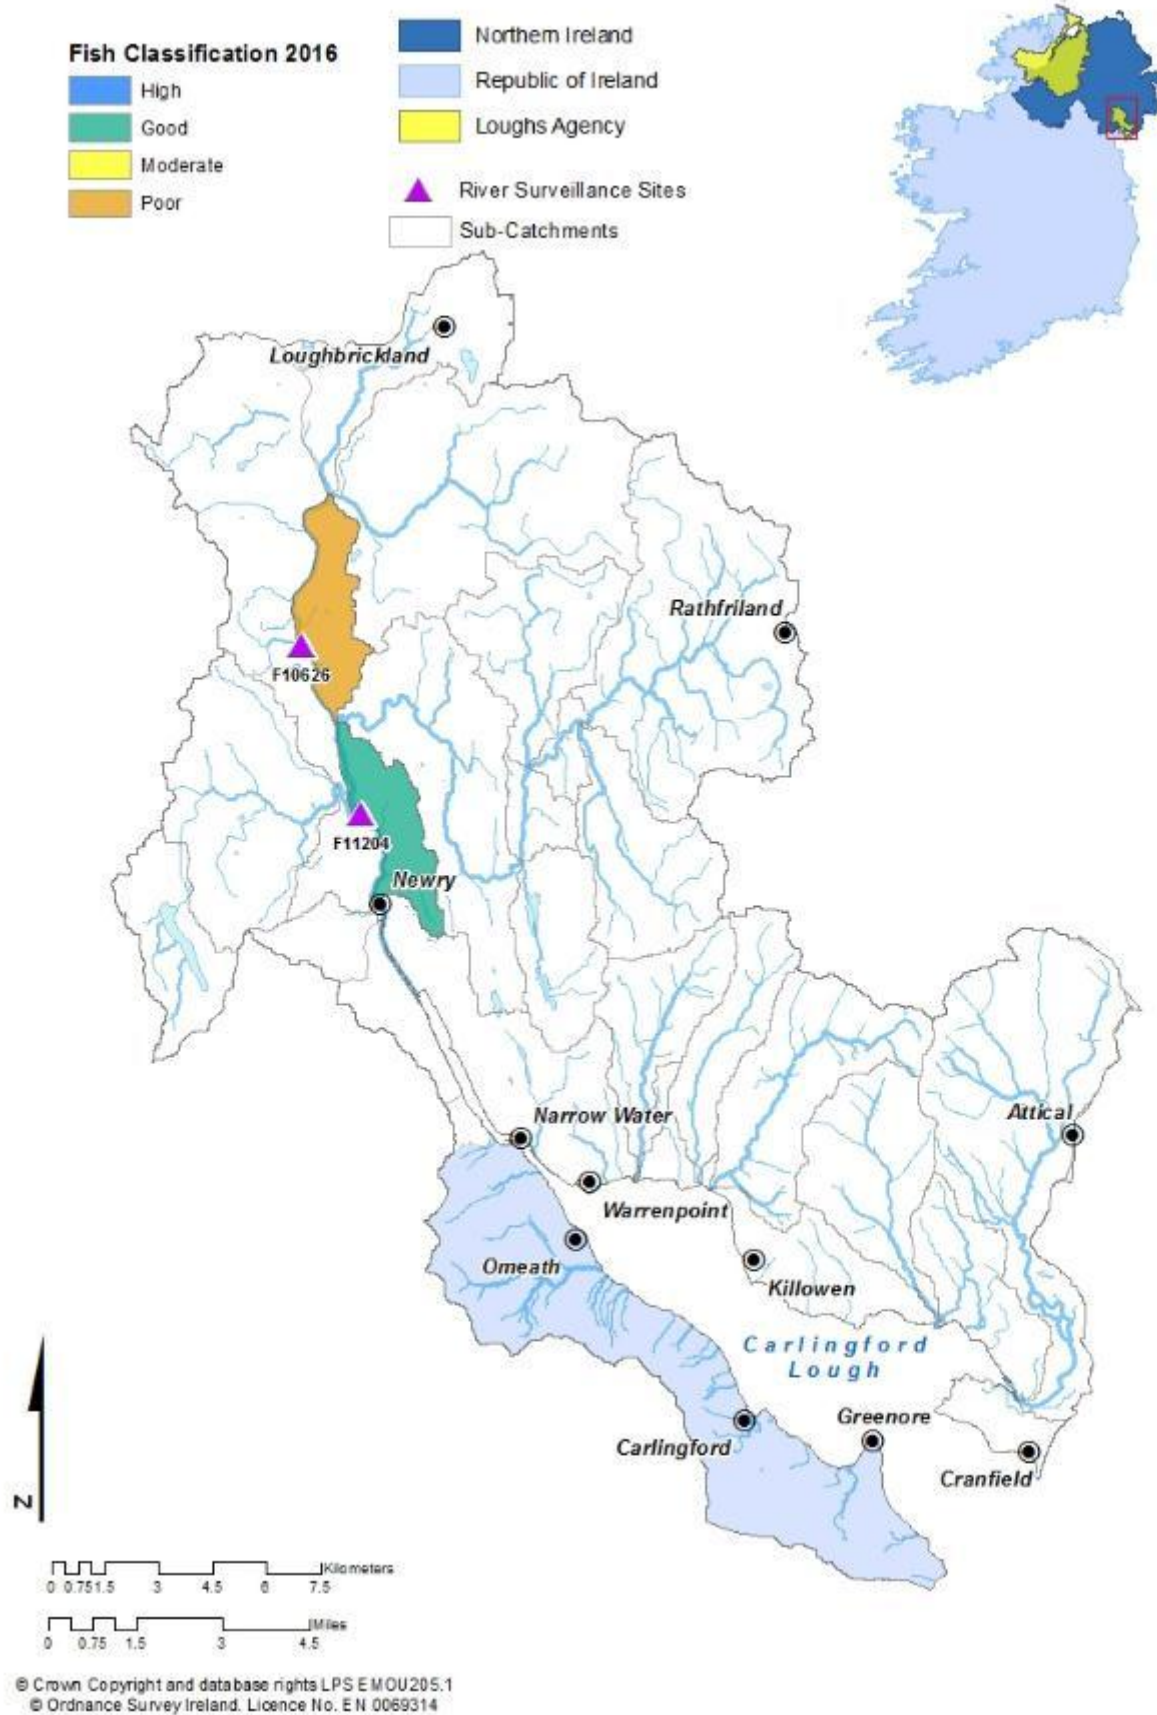 Fish Classification 2016
High
Good
Moderate
Poor
Northern Ireland
Republic of Ireland
Loughs Agency
River Surveillance Sites
Sub-Catchments
Loughbrickland
Rathfriland
F10626
F11204
Newry
Narrow Water
Attical
Warrenpoint
Omeath
Killowen
Carlingford
Lough
Greenore
Carlingford
Cranfield
N
Kilometers
0 0.75 1.5 3 4.5 6 7.5
Miles
0 0.75 1.5 3 4.5
© Crown Copyright and database rights LPS EMOU205.1
© Ordnance Survey Ireland. Licence No. EN 0069314